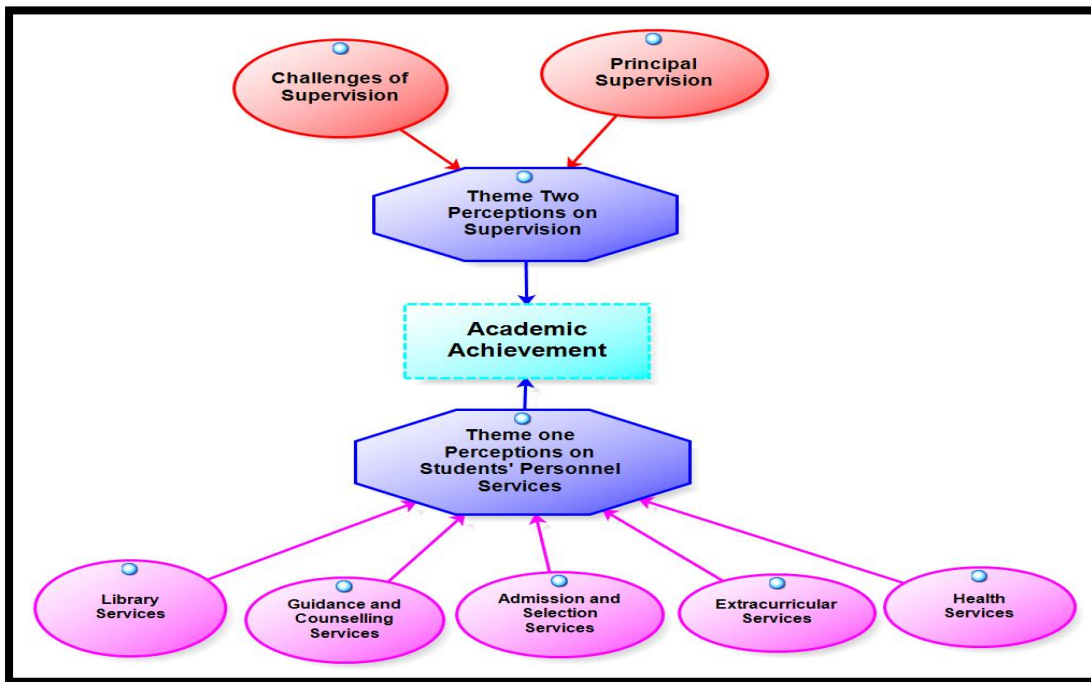 Challenges of
Supervision
Principal
Supervision
Theme Two
Perceptions on
Supervision
Academic
Achievement
Theme one
Perceptions on
Students' Personnel
Services
Library
Services
Guidance and
Counselling
Services
Admission and
Selection
Services
Extracurricular
Services
Health
Services